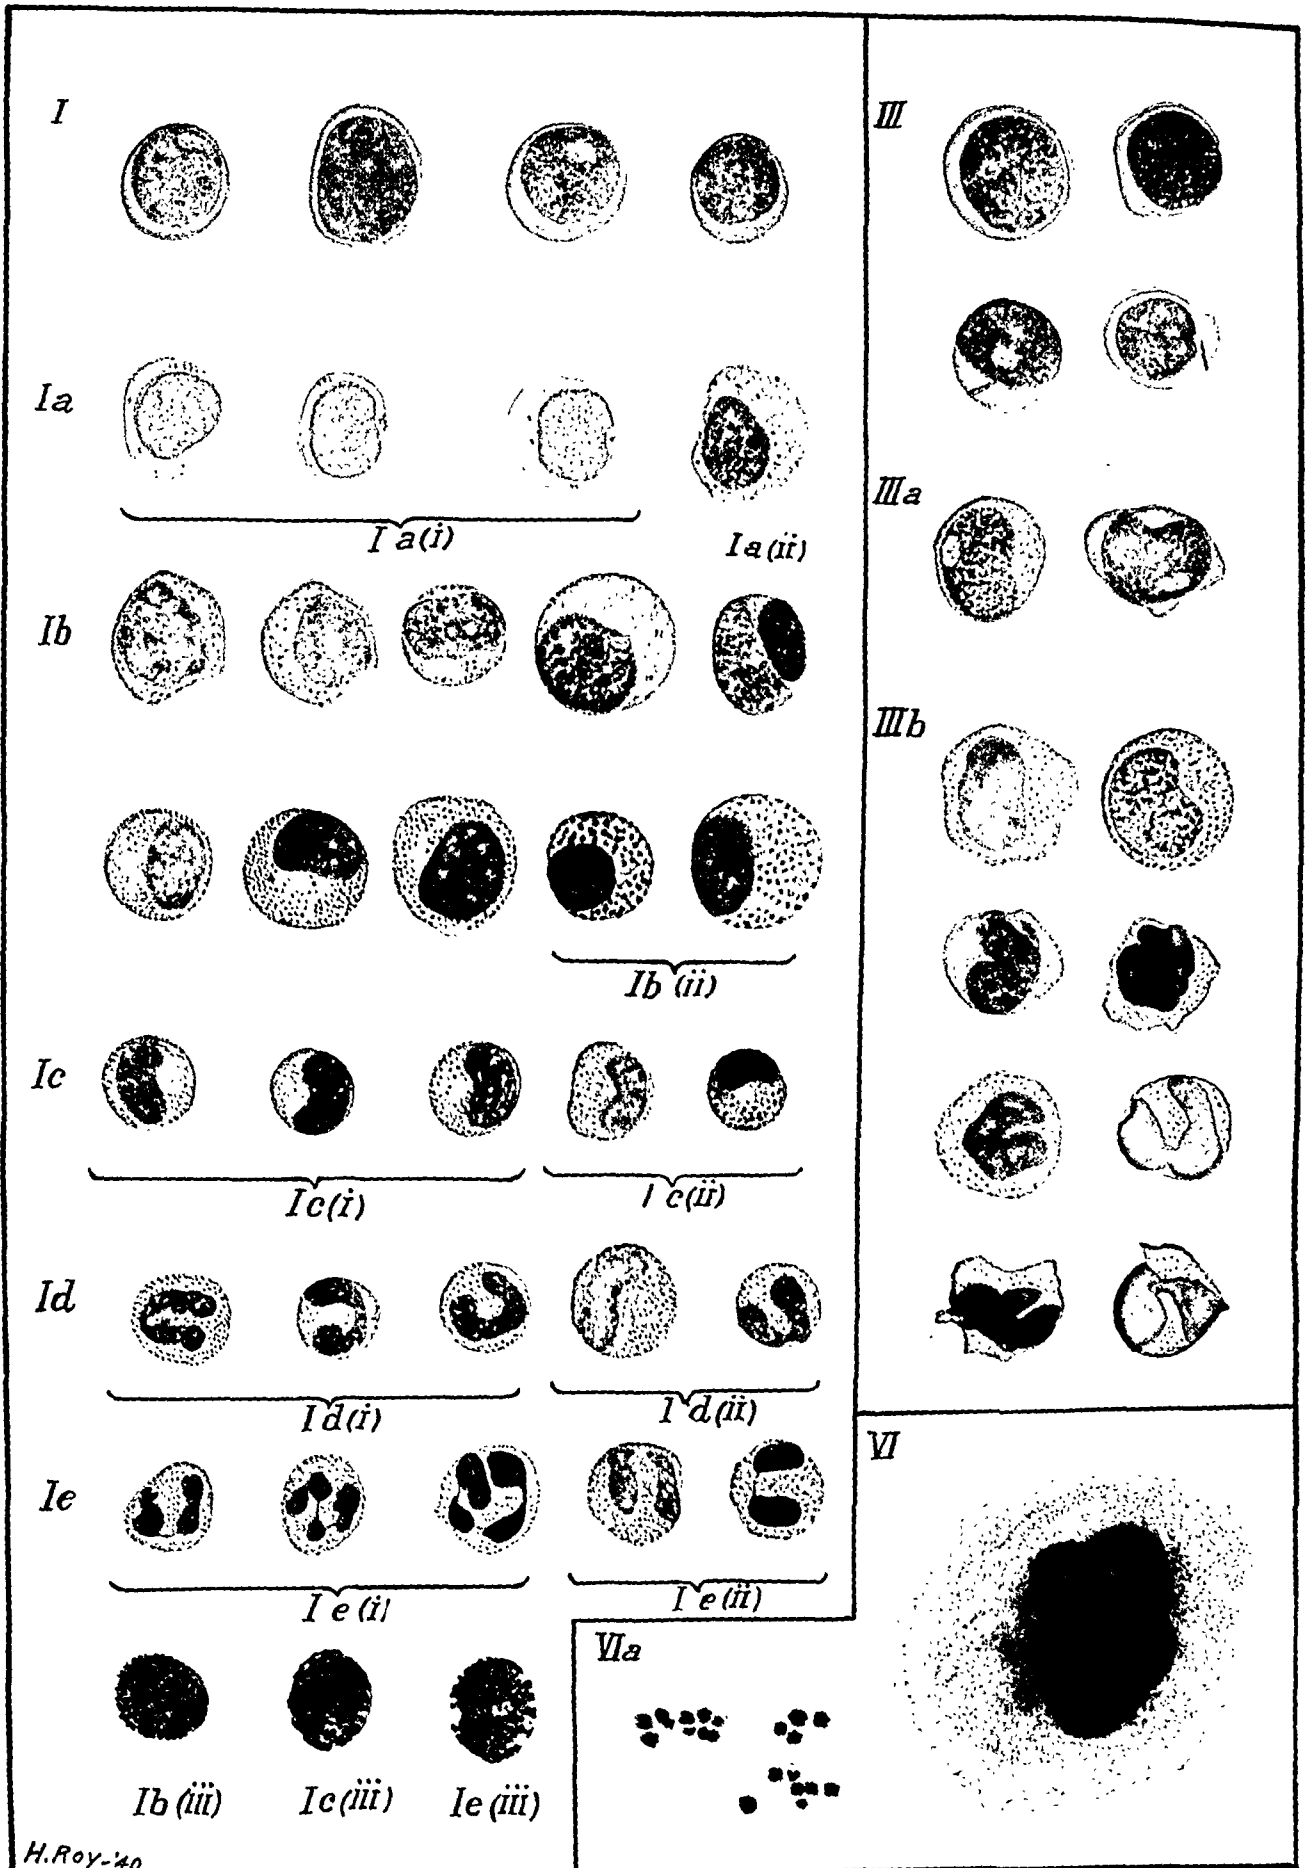 I
Ia
I a(i)
Ia(ii)
Ib
Ib (ii)
Ic
Ic(i)
I c(ii)
Id
I d(i)
I d(ii)
Ie
I e(i)
I e(ii)
Ib (iii)
Ic (iii)
Ie (iii)
H. Roy-'40
III
IIIa
IIIb
VI
VIa